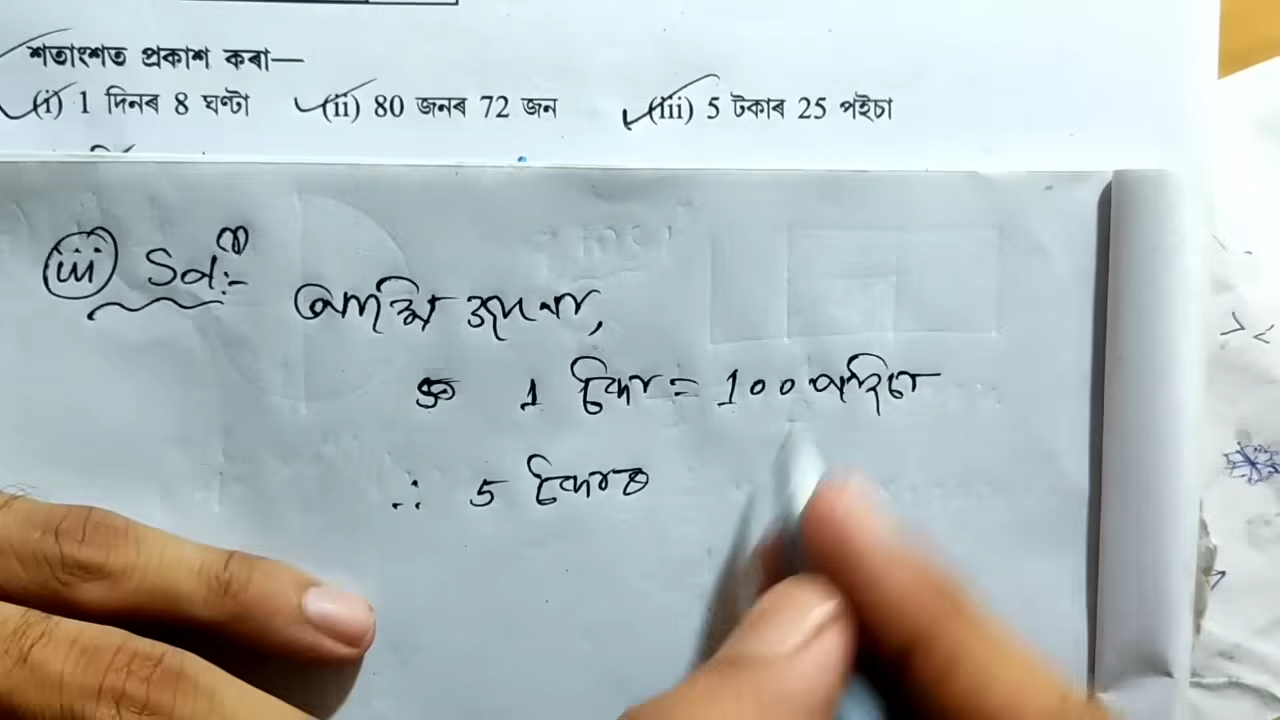 শতাংশত প্ৰকাশ কৰা—
(i) 1 দিনৰ 8 ঘণ্টা (ii) 80 জনৰ 72 জন (iii) 5 টকাৰ 25 পইচা
(iii) Solⁿ:-
আমি জানো,
1 টকা = 100 পইচা
∴ 5 টকাৰ